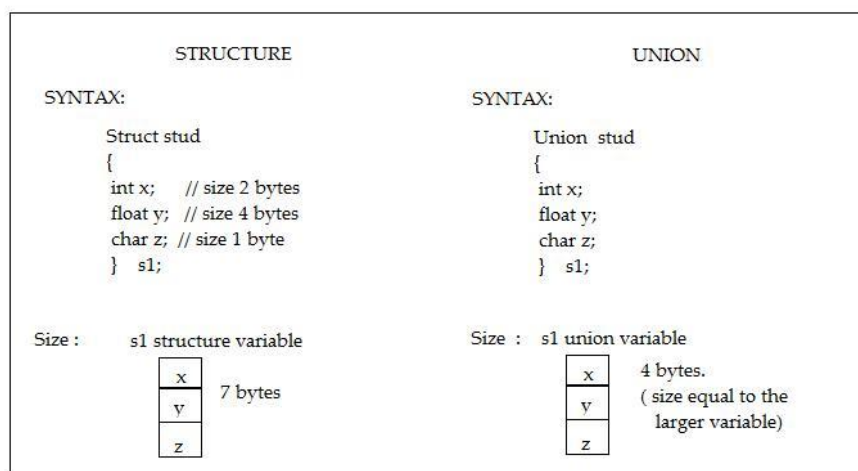 STRUCTURE
SYNTAX:
Struct stud
{
int x; // size 2 bytes
float y; // size 4 bytes
char z; // size 1 byte
} s1;
Size : s1 structure variable
x
y
z
7 bytes
UNION
SYNTAX:
Union stud
{
int x;
float y;
char z;
} s1;
Size : s1 union variable
x
y
z
4 bytes.
( size equal to the
larger variable)